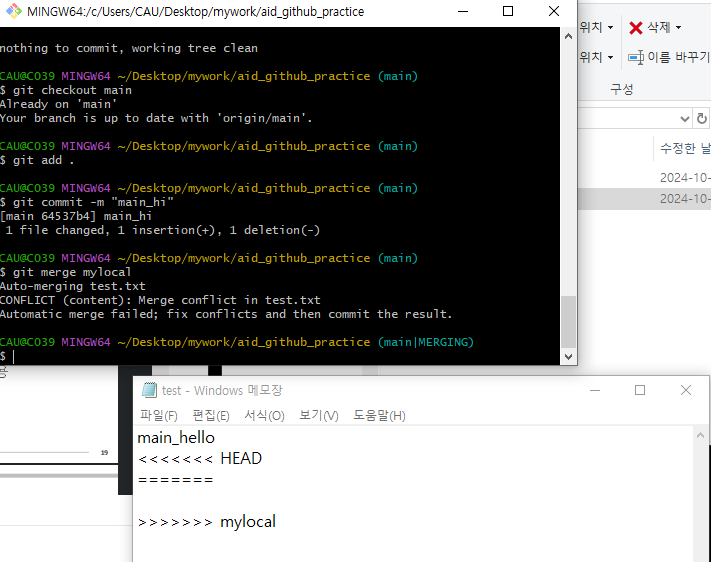 MINGW64:/c/Users/CAU/Desktop/mywork/aid_github_practice
nothing to commit, working tree clean
CAU@CO39 MINGW64 ~/Desktop/mywork/aid_github_practice (main)
$ git checkout main
Already on 'main'
Your branch is up to date with 'origin/main'.
CAU@CO39 MINGW64 ~/Desktop/mywork/aid_github_practice (main)
$ git add .
CAU@CO39 MINGW64 ~/Desktop/mywork/aid_github_practice (main)
$ git commit -m "main_hi"
[main 64537b4] main_hi
1 file changed, 1 insertion(+), 1 deletion(-)
CAU@CO39 MINGW64 ~/Desktop/mywork/aid_github_practice (main)
$ git merge mylocal
Auto-merging test.txt
CONFLICT (content): Merge conflict in test.txt
Automatic merge failed; fix conflicts and then commit the result.
CAU@CO39 MINGW64 ~/Desktop/mywork/aid_github_practice (main|MERGING)
$
위치 삭제
위치 이름 바꾸기
구성
수정한 날
2024-10-
2024-10-
용
19
test - Windows 메모장
파일(F) 편집(E) 서식(O) 보기(V) 도움말(H)
main_hello
<<<<<<< HEAD
=======
>>>>>>> mylocal